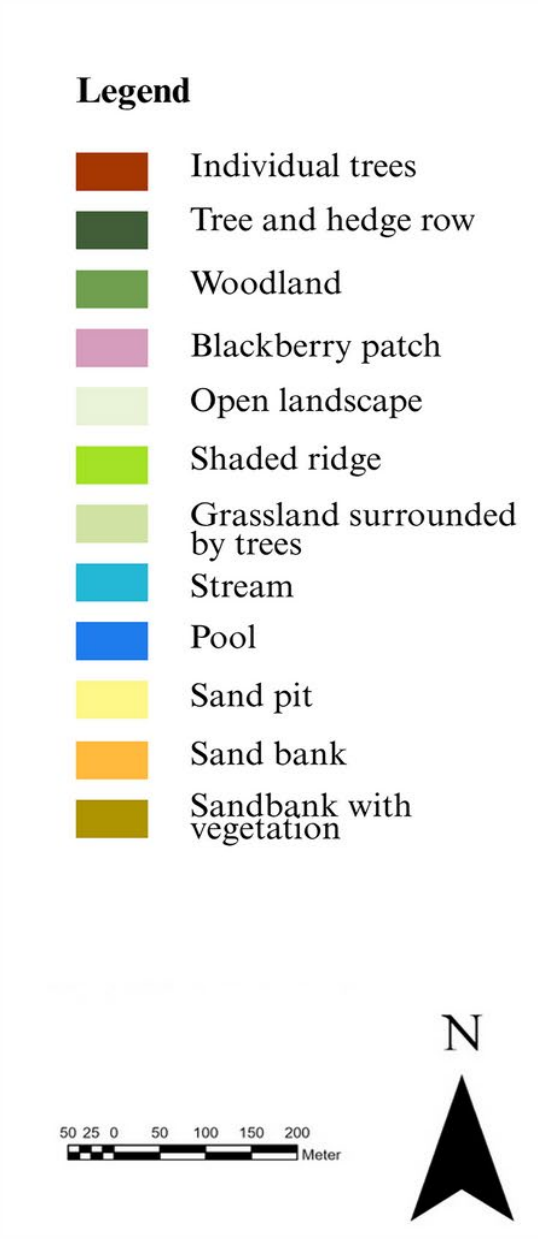 Legend
Individual trees
Tree and hedge row
Woodland
Blackberry patch
Open landscape
Shaded ridge
Grassland surrounded
by trees
Stream
Pool
Sand pit
Sand bank
Sandbank with
vegetation
N
50 25 0 50 100 150 200
Meter